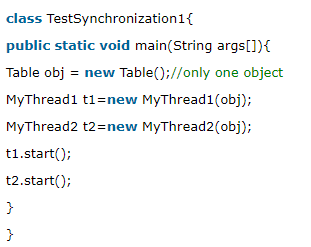 class TestSynchronization1{
public static void main(String args[]){
Table obj = new Table();//only one object
MyThread1 t1=new MyThread1(obj);
MyThread2 t2=new MyThread2(obj);
t1.start();
t2.start();
}
}